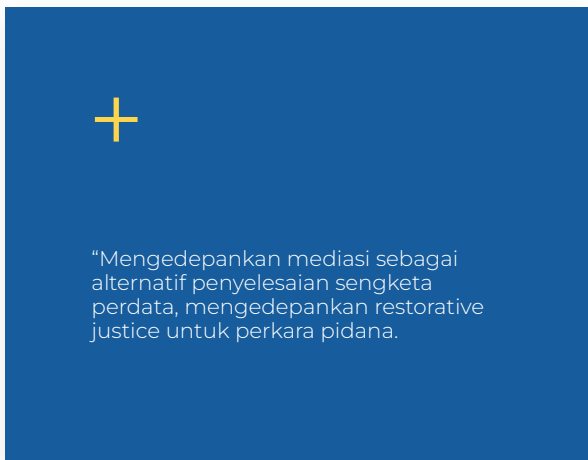 “Mengedepankan mediasi sebagai
alternatif penyelesaian sengketa
perdata, mengedepankan restorative
justice untuk perkara pidana.